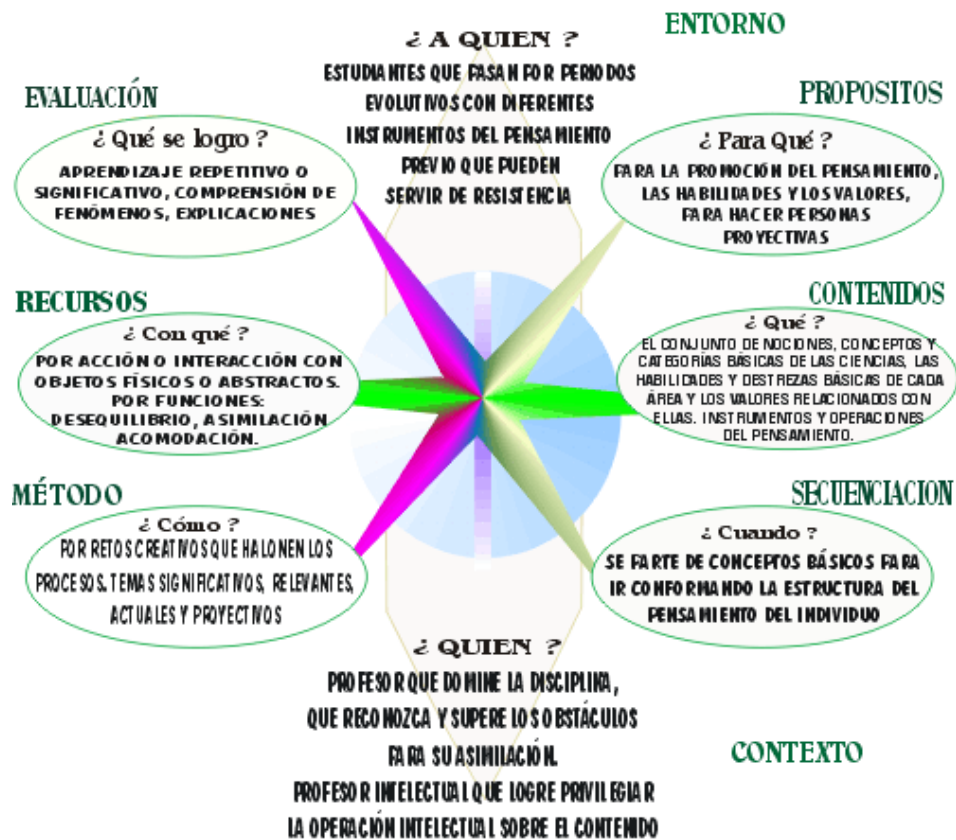 ENTORNO
¿ A QUIEN ?
ESTUDIANTES QUE PASAN POR PERIODOS
EVOLUTIVOS CON DIFERENTES
INSTRUMENTOS DEL PENSAMIENTO
PREVIO QUE PUEDEN
SERVIR DE RESISTENCIA
EVALUACIÓN
¿ Qué se logro ?
APRENDIZAJE REPETITIVO O
SIGNIFICATIVO, COMPRENSIÓN DE
FENÓMENOS, EXPLICACIONES
PROPOSITOS
¿ Para Qué ?
PARA LA PROMOCIÓN DEL PENSAMIENTO,
LAS HABILIDADES Y LOS VALORES,
PARA HACER PERSONAS
PROYECTIVAS
RECURSOS
¿ Con qué ?
POR ACCIÓN O INTERACCIÓN CON
OBJETOS FÍSICOS O ABSTRACTOS.
POR FUNCIONES:
DESEQUILIBRIO, ASIMILACIÓN
ACOMODACIÓN.
CONTENIDOS
¿ Qué ?
EL CONJUNTO DE NOCIONES, CONCEPTOS Y
CATEGORÍAS BÁSICAS DE LAS CIENCIAS, LAS
HABILIDADES Y DESTREZAS BÁSICAS DE CADA
ÁREA Y LOS VALORES RELACIONADOS CON
ELLAS. INSTRUMENTOS Y OPERACIONES
DEL PENSAMIENTO.
MÉTODO
¿ Cómo ?
POR RETOS CREATIVOS QUE HALONEN LOS
PROCESOS. TEMAS SIGNIFICATIVOS, RELEVANTES,
ACTUALES Y PROYECTIVOS
SECUENCIACION
¿ Cuando ?
SE PARTE DE CONCEPTOS BÁSICOS PARA
IR CONFORMANDO LA ESTRUCTURA DEL
PENSAMIENTO DEL INDIVIDUO
¿ QUIEN ?
PROFESOR QUE DOMINE LA DISCIPLINA,
QUE RECONOZCA Y SUPERE LOS OBSTÁCULOS
PARA SU ASIMILACIÓN.
PROFESOR INTELECTUAL QUE LOGRE PRIVILEGIAR
LA OPERACIÓN INTELECTUAL SOBRE EL CONTENIDO
CONTEXTO